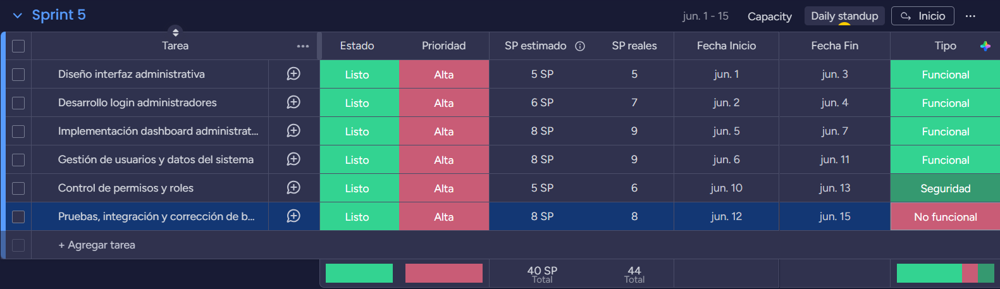 Sprint 5
jun. 1 - 15 Capacity Daily standup Inicio
Tarea Estado Prioridad SP estimado SP reales Fecha Inicio Fecha Fin Tipo
Diseño interfaz administrativa Listo Alta 5 SP 5 jun. 1 jun. 3 Funcional
Desarrollo login administradores Listo Alta 6 SP 7 jun. 2 jun. 4 Funcional
Implementación dashboard administrat... Listo Alta 8 SP 9 jun. 5 jun. 7 Funcional
Gestión de usuarios y datos del sistema Listo Alta 8 SP 9 jun. 6 jun. 11 Funcional
Control de permisos y roles Listo Alta 5 SP 6 jun. 10 jun. 13 Seguridad
Pruebas, integración y corrección de b... Listo Alta 8 SP 8 jun. 12 jun. 15 No funcional
+ Agregar tarea
40 SP 44
Total Total